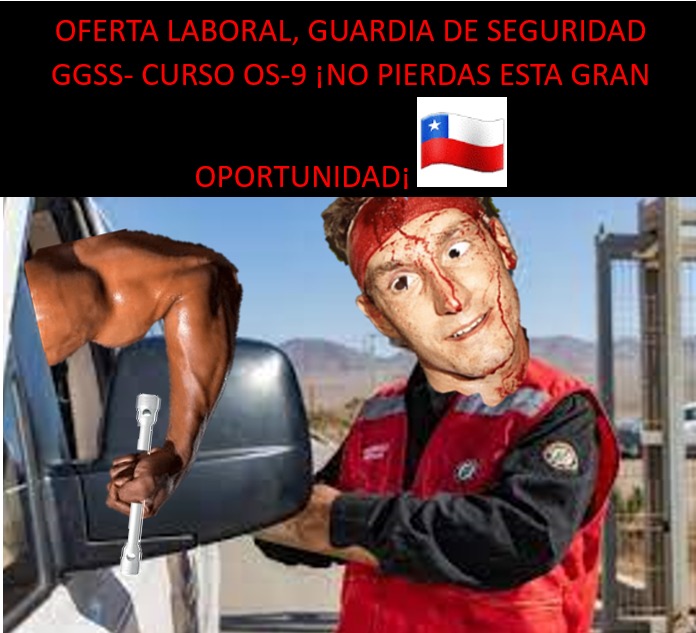 OFERTA LABORAL, GUARDIA DE SEGURIDAD
GGSS- CURSO OS-9 ¡NO PIERDAS ESTA GRAN
OPORTUNIDAD¡